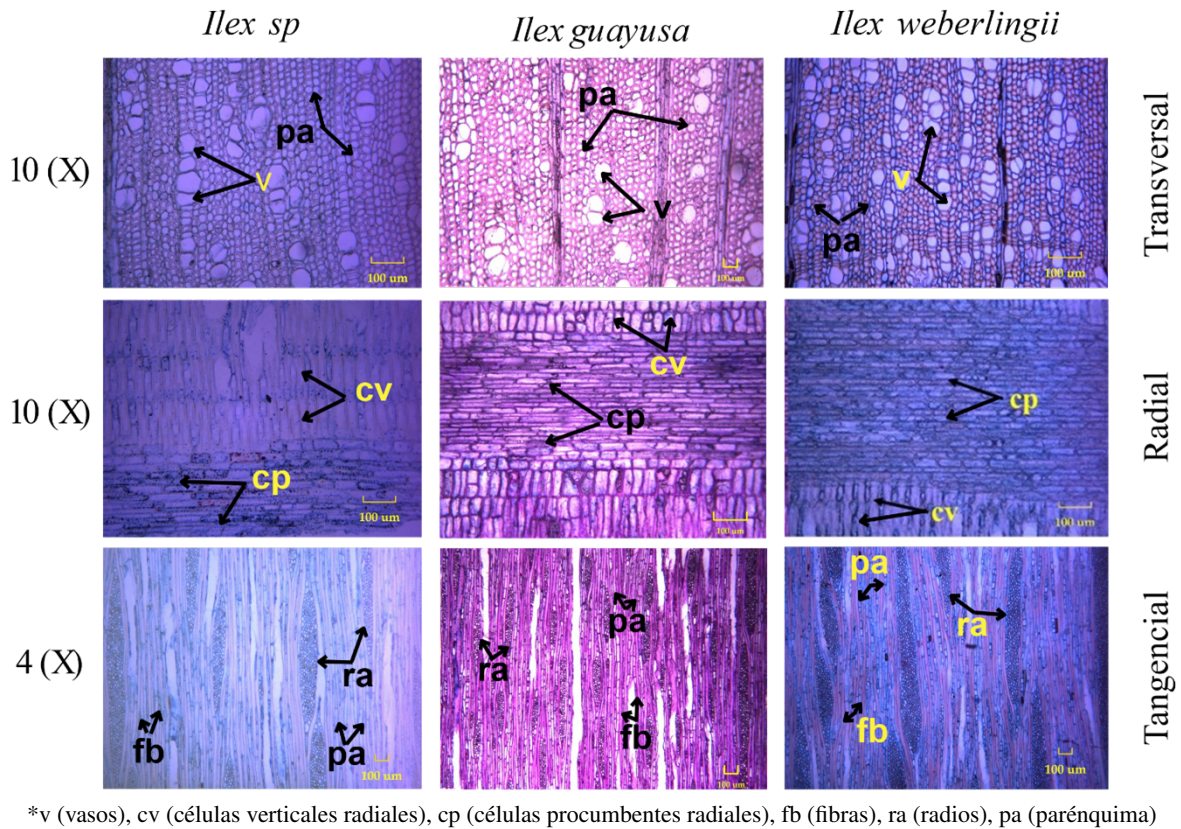 Ilex sp
Ilex guayusa
Ilex weberlingii
10 (X)
pa
v
100 um
pa
v
100 um
v
pa
100 um
Transversal
10 (X)
cv
cp
100 um
cv
cp
100 um
cp
cv
100 um
Radial
4 (X)
ra
fb
pa
100 um
pa
ra
fb
100 um
pa
ra
fb
100 um
Tangencial
*v (vasos), cv (células verticales radiales), cp (células procumbentes radiales), fb (fibras), ra (radios), pa (parénquima)